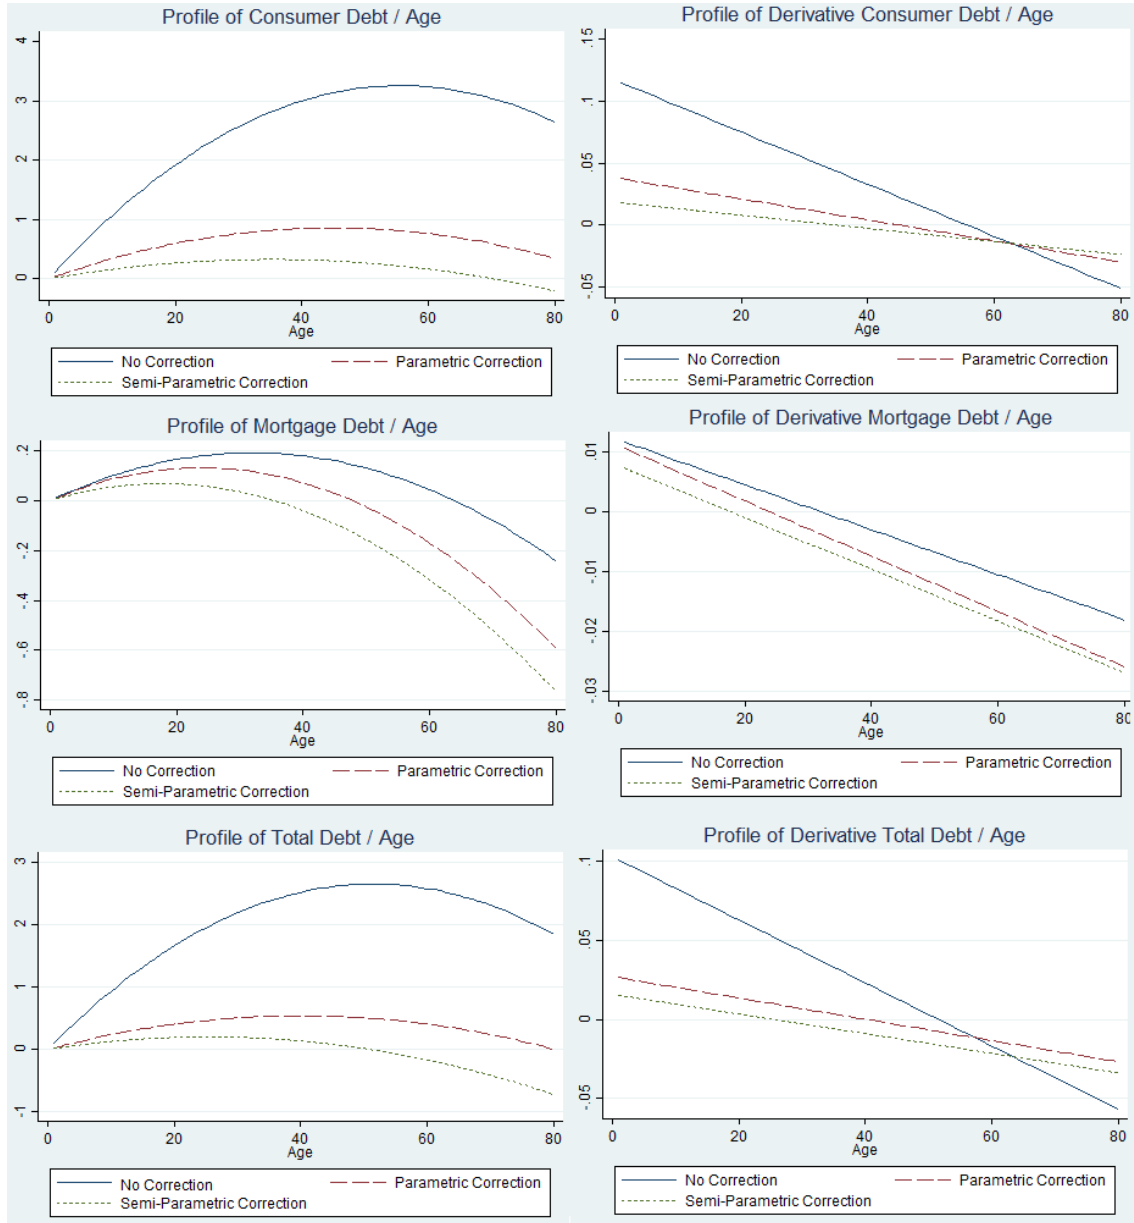 Profile of Consumer Debt / Age
4
3
2
1
0
0 20 40 60 80
Age
No Correction Parametric Correction
Semi-Parametric Correction
Profile of Derivative Consumer Debt / Age
.15
.1
.05
0
-.05
0 20 40 60 80
Age
No Correction Parametric Correction
Semi-Parametric Correction
Profile of Mortgage Debt / Age
.2
0
-.2
-.4
-.6
-.8
0 20 40 60 80
Age
No Correction Parametric Correction
Semi-Parametric Correction
Profile of Derivative Mortgage Debt / Age
.01
0
-.01
-.02
-.03
0 20 40 60 80
Age
No Correction Parametric Correction
Semi-Parametric Correction
Profile of Total Debt / Age
3
2
1
0
-1
0 20 40 60 80
Age
No Correction Parametric Correction
Semi-Parametric Correction
Profile of Derivative Total Debt / Age
.1
.05
0
-.05
0 20 40 60 80
Age
No Correction Parametric Correction
Semi-Parametric Correction